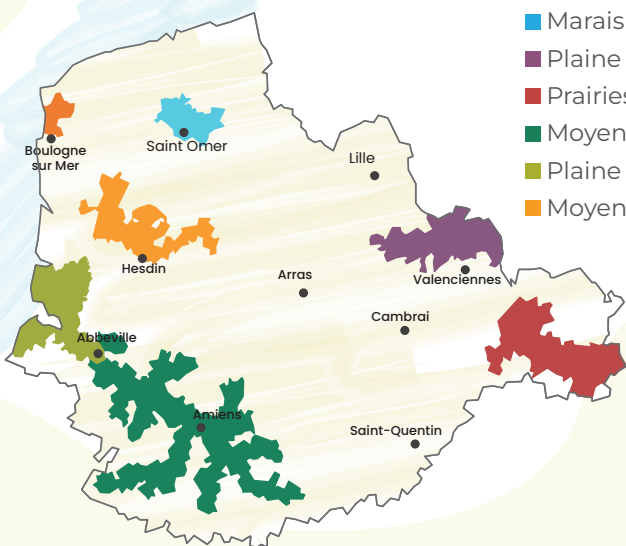 Marais
Plaine
Prairies
Moyen
Plaine
Moyen
Boulogne
sur Mer
Saint Omer
Lille
Hesdin
Arras
Valenciennes
Cambrai
Abbeville
Amiens
Saint-Quentin